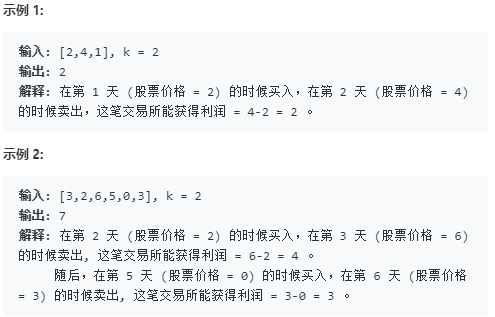 示例 1:
输入: [2,4,1], k = 2
输出: 2
解释: 在第 1 天 (股票价格 = 2) 的时候买入，在第 2 天 (股票价格 = 4)
的时候卖出，这笔交易所能获得利润 = 4-2 = 2 。
示例 2:
输入: [3,2,6,5,0,3], k = 2
输出: 7
解释: 在第 2 天 (股票价格 = 2) 的时候买入，在第 3 天 (股票价格 = 6)
的时候卖出, 这笔交易所能获得利润 = 6-2 = 4 。
随后，在第 5 天 (股票价格 = 0) 的时候买入，在第 6 天 (股票价格
= 3) 的时候卖出, 这笔交易所能获得利润 = 3-0 = 3 。